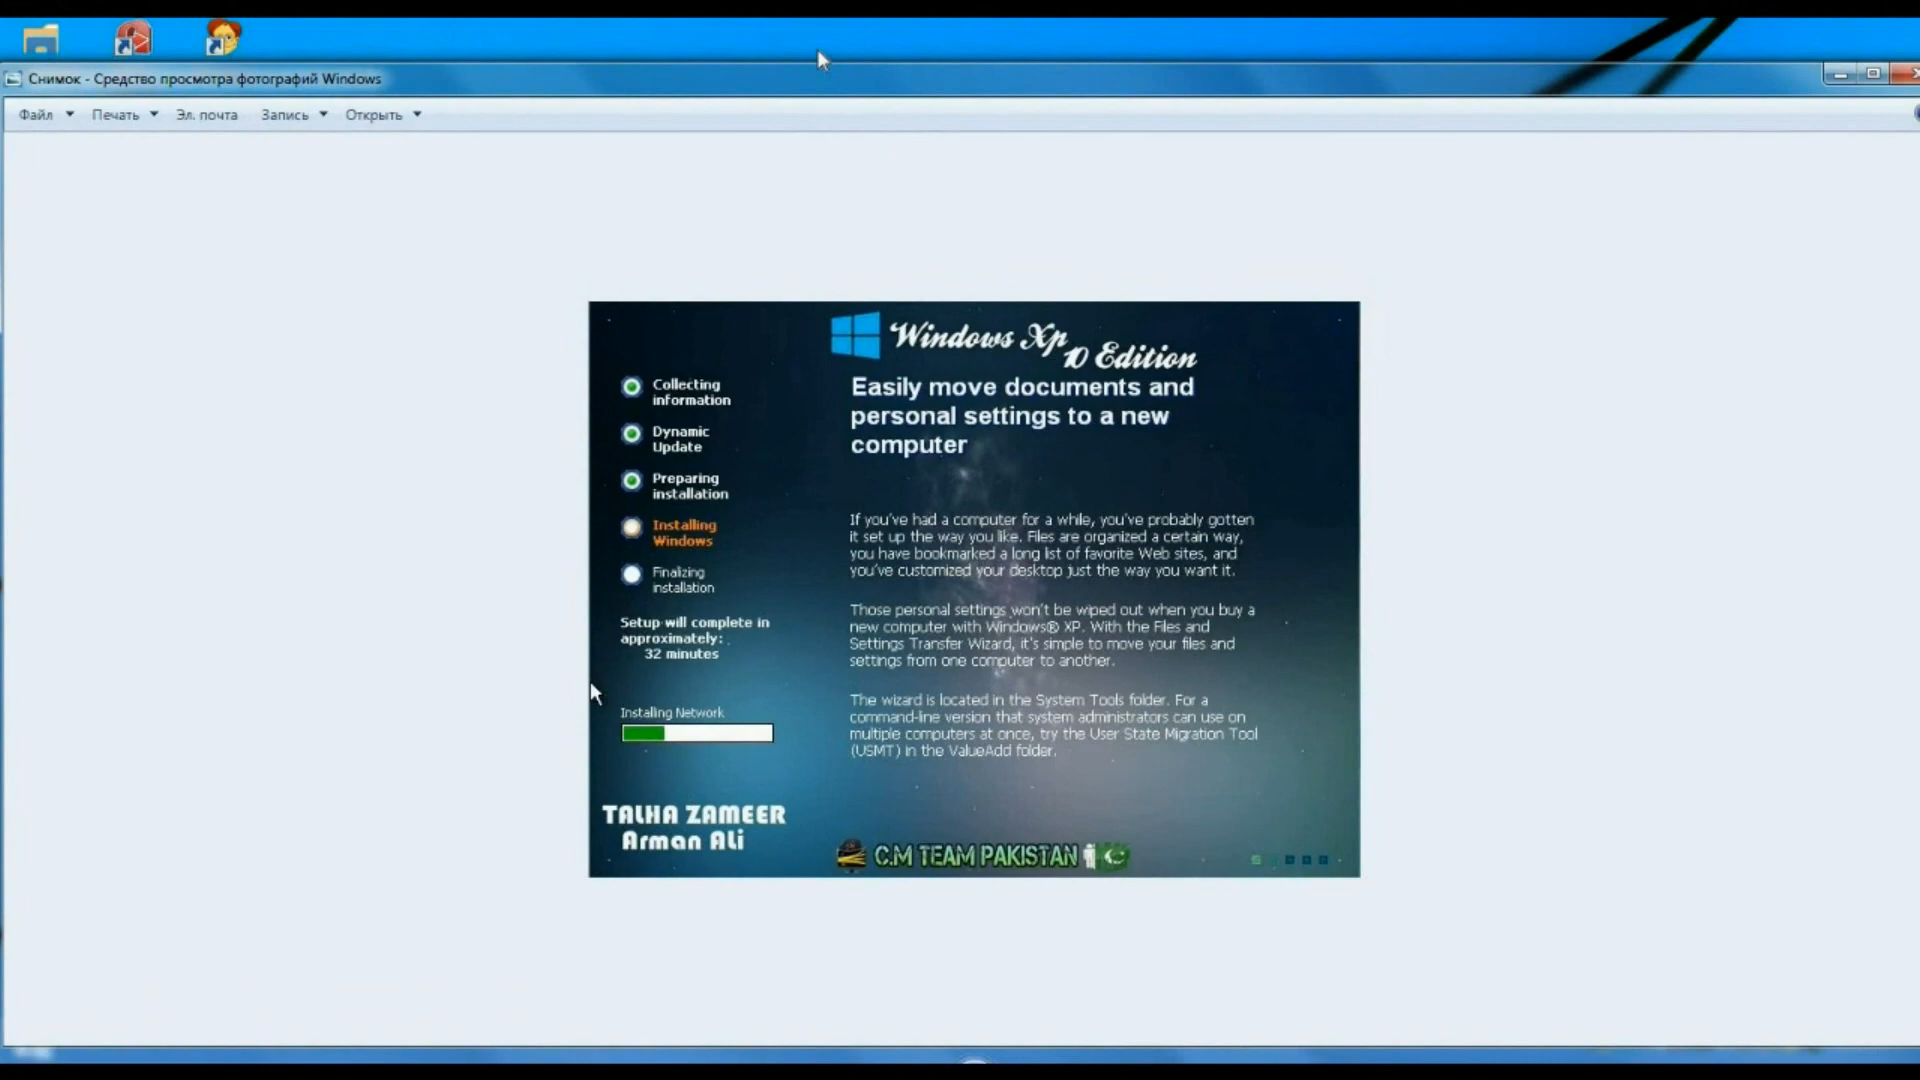 Снимок - Средство просмотра фотографий Windows
Файл Печать Эл. почта Запись Открыть
Windows Xp
10 Edition
Collecting
information
Dynamic
Update
Preparing
installation
Installing
Windows
Finalizing
installation
Setup will complete in
approximately:
32 minutes
Installing Network
TALHA ZAMEER
Arman ALi
Easily move documents and
personal settings to a new
computer
If you've had a computer for a while, you've probably gotten
it set up the way you like. Files are organized a certain way,
you have bookmarked a long list of favorite Web sites, and
you've customized your desktop just the way you want it.
Those personal settings won't be wiped out when you buy a
new computer with Windows® XP. With the Files and
Settings Transfer Wizard, it's simple to move your files and
settings from one computer to another.
The wizard is located in the System Tools folder. For a
command-line version that system administrators can use on
multiple computers at once, try the User State Migration Tool
(USMT) in the ValueAdd folder.
C.M TEAM PAKISTAN